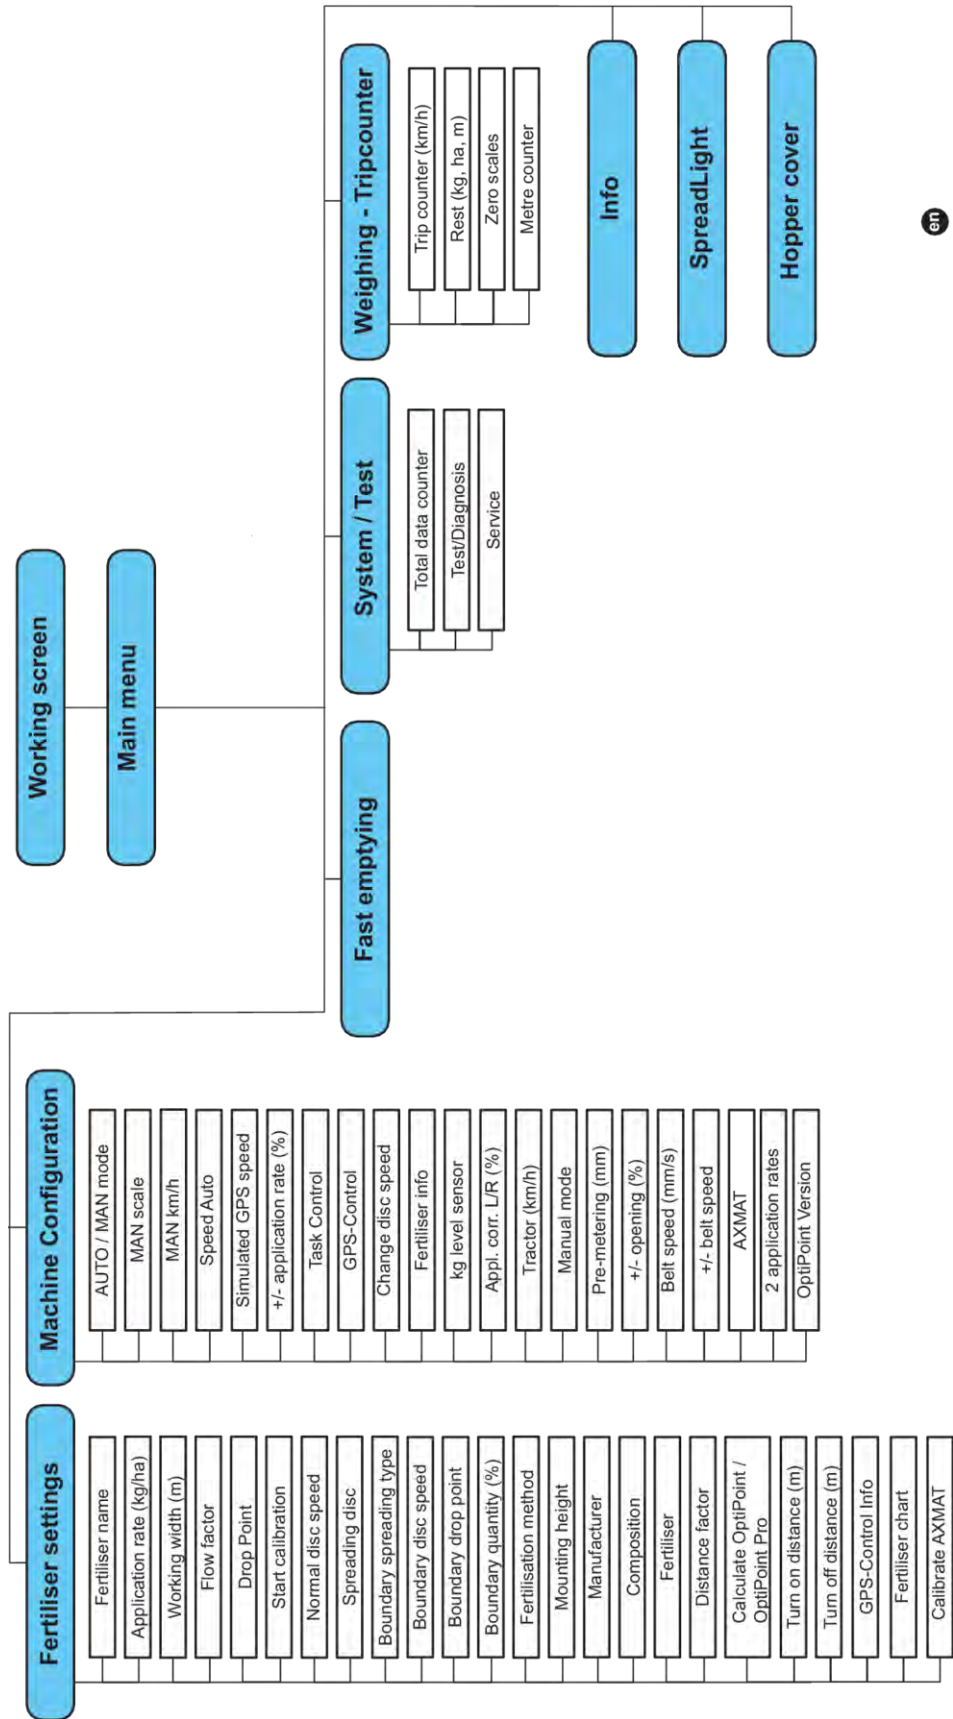 Working screen
Main menu
Fertiliser settings
Fertiliser name
Application rate (kg/ha)
Working width (m)
Flow factor
Drop Point
Start calibration
Normal disc speed
Spreading disc
Boundary spreading type
Boundary disc speed
Boundary drop point
Boundary quantity (%)
Fertilisation method
Mounting height
Manufacturer
Composition
Fertiliser
Distance factor
Calculate OptiPoint /
OptiPoint Pro
Turn on distance (m)
Turn off distance (m)
GPS-Control Info
Fertiliser chart
Calibrate AXMAT
Machine Configuration
AUTO / MAN mode
MAN scale
MAN km/h
Speed Auto
Simulated GPS speed
+/- application rate (%)
Task Control
GPS-Control
Change disc speed
Fertiliser info
kg level sensor
Appl. corr. L/R (%)
Tractor (km/h)
Manual mode
Pre-metering (mm)
+/- opening (%)
Belt speed (mm/s)
+/- belt speed
AXMAT
2 application rates
OptiPoint Version
Fast emptying
System / Test
Total data counter
Test/Diagnosis
Service
Weighing - Tripcounter
Trip counter (km/h)
Rest (kg, ha, m)
Zero scales
Metre counter
Info
SpreadLight
Hopper cover
en